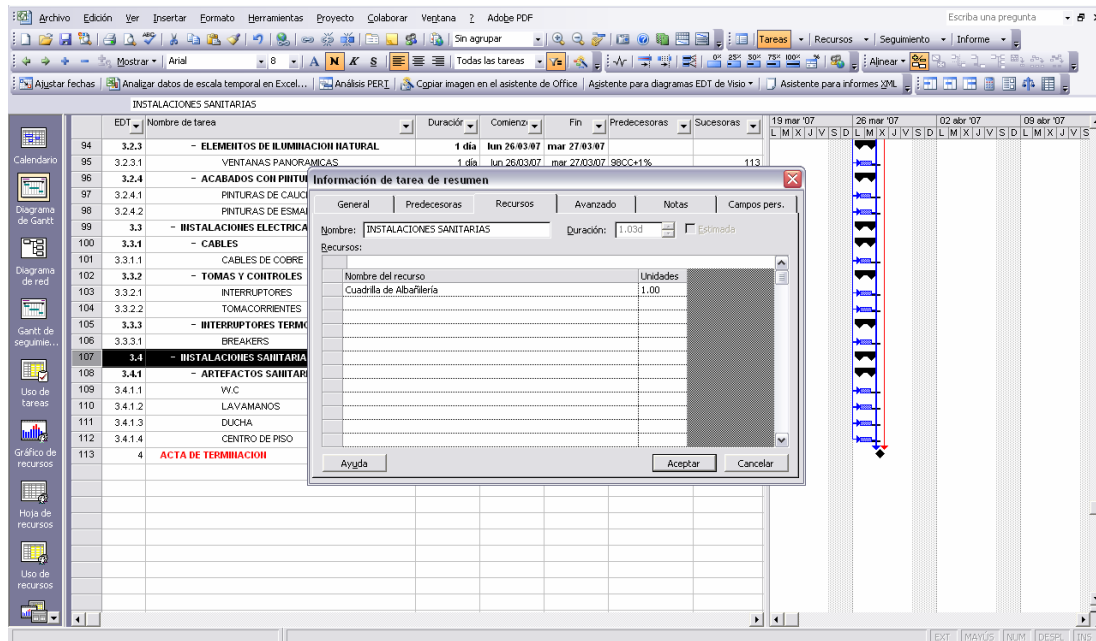 Archivo Edición Ver Insertar Formato Herramientas Proyecto Colaborar Ventana ? Adobe PDF Escriba una pregunta
Sin agrupar Tareas Recursos Seguimiento Informe
Mostrar Arial 8 A N K S Todas las tareas 0% 25% 50% 75% 100% Alinear
Ajustar fechas Analizar datos de escala temporal en Excel... Análisis PERT Copiar imagen en el asistente de Office Asistente para diagramas EDT de Visio Asistente para informes XML
INSTALACIONES SANITARIAS
EDT Nombre de tarea Duración Comienzo Fin Predecesoras Sucesoras 19 mar '07 26 mar '07 02 abr '07 09 abr '07
L M X J V S D L M X J V S D L M X J V S D L M X J V S
94 3.2.3 - ELEMENTOS DE ILUMINACION NATURAL 1 día lun 26/03/07 mar 27/03/07
95 3.2.3.1 VENTANAS PANORAMICAS 1 día lun 26/03/07 mar 27/03/07 98CC+1% 113
96 3.2.4 - ACABADOS CON PINTU
97 3.2.4.1 PINTURAS DE CAUC
98 3.2.4.2 PINTURAS DE ESMA
99 3.3 - INSTALACIONES ELECTRICA
100 3.3.1 - CABLES
101 3.3.1.1 CABLES DE COBRE
102 3.3.2 - TOMAS Y CONTROLES
103 3.3.2.1 INTERRUPTORES
104 3.3.2.2 TOMACORRIENTES
105 3.3.3 - INTERRUPTORES TERMO
106 3.3.3.1 BREAKERS
107 3.4 - INSTALACIONES SANITARIA
108 3.4.1 - ARTEFACTOS SANITARI
109 3.4.1.1 W.C
110 3.4.1.2 LAVAMANOS
111 3.4.1.3 DUCHA
112 3.4.1.4 CENTRO DE PISO
113 4 ACTA DE TERMINACION
Calendario
Diagrama de Gantt
Diagrama de red
Gantt de seguimie...
Uso de tareas
Gráfico de recursos
Hoja de recursos
Uso de recursos
Información de tarea de resumen
General Predecesoras Recursos Avanzado Notas Campos pers.
Nombre: INSTALACIONES SANITARIAS Duración: 1.03d Estimada
Recursos:
Nombre del recurso Unidades
Cuadrilla de Albañilería 1.00
Ayuda Aceptar Cancelar
EXT MAYÚS NUM DESPL INS